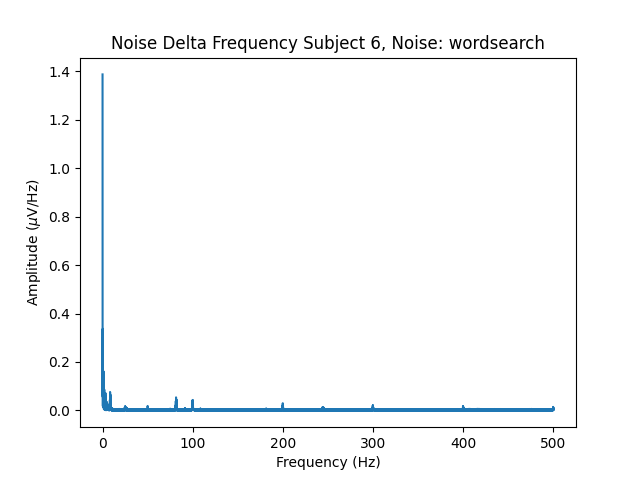 Noise Delta Frequency Subject 6, Noise: wordsearch
1.4
1.2
1.0
0.8
0.6
0.4
0.2
0.0
Amplitude (μV/Hz)
0 100 200 300 400 500
Frequency (Hz)